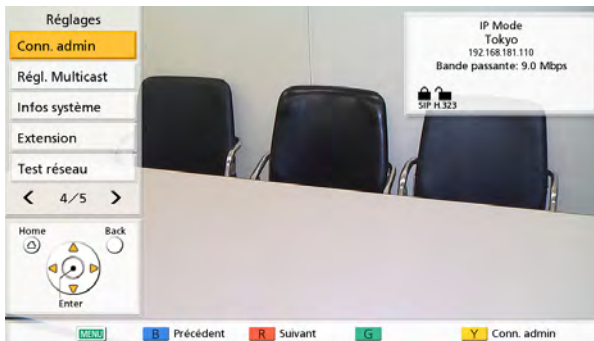 Réglages
Conn. admin
Régl. Multicast
Infos système
Extension
Test réseau
4/5
IP Mode
Tokyo
192.168.181.110
Bande passante: 9.0 Mbps
SIP H.323
Home
Back
Enter
MENU
B Précédent
R Suivant
G
Y Conn. admin